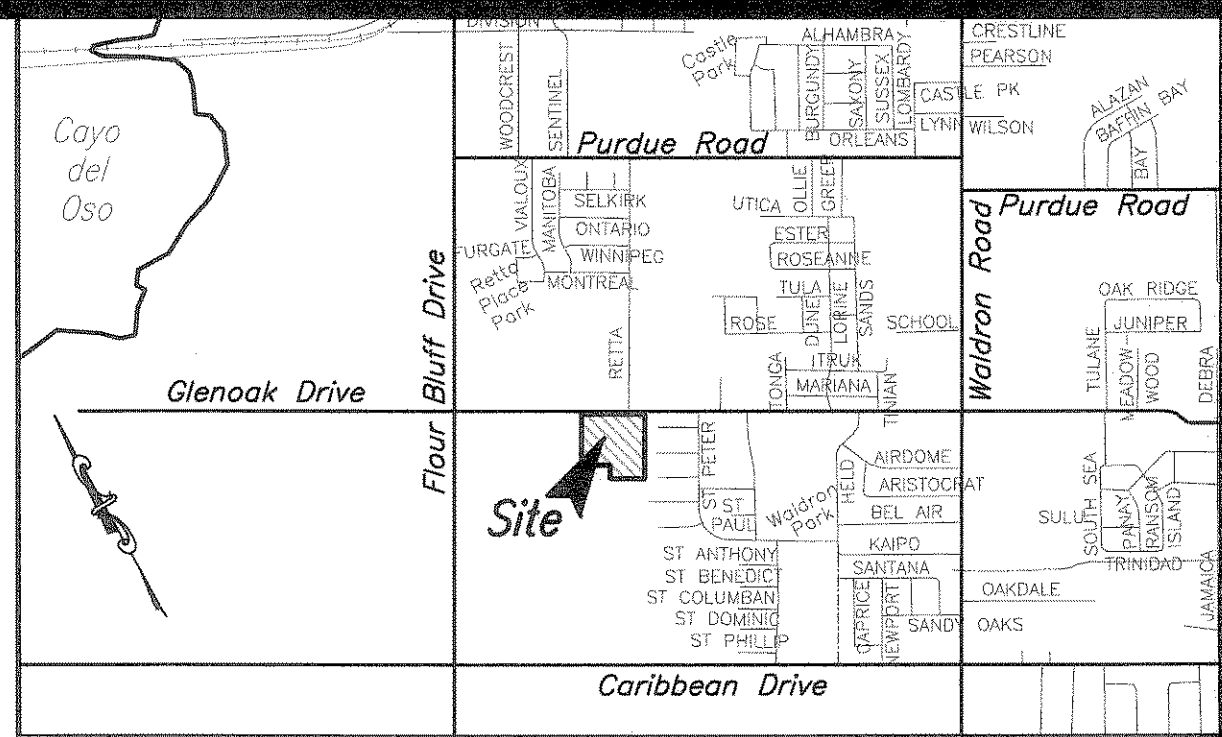 DIVISION
WOODCREST
SENTINEL
Castle
Park
ALHAMBRA
BURGUNDY
SAXONY
SUSSEX
LOMBARDY
CASTLE PK
LYNN WILSON
ORLEANS
CRESTLINE
PEARSON
ALAZAN
BAFFIN BAY
BAY
Cayo
del
Oso
Purdue Road
Purdue Road
VIALOUX
MANITOBA
SELKIRK
ONTARIO
WINNIPEG
MONTREAL
FURGATE
Retta
Place
Park
RETTA
UTICA
OLLIE
GREER
ESTER
ROSEANNE
TULA
ROSE
DUNE
LORINE
SANDS
SCHOOL
TRUK
TONGA
MARIANA
TINIAN
Waldron Road
OAK RIDGE
JUNIPER
TULANE
MEADOW
WOOD
DEBRA
Glenoak Drive
Flour Bluff Drive
Site
ST PETER
ST
PAUL
Waldron
Park
HELD
AIRDOME
ARISTOCRAT
BEL AIR
KAIPO
SANTANA
ST ANTHONY
ST BENEDICT
ST COLUMBAN
ST DOMINIC
ST PHILLIP
CAPRICE
NEWPORT
SANDY OAKS
OAKDALE
SOUTH SEA
SULU
PANAY
RANSOM
ISLAND
TRINIDAD
JAMAICA
Caribbean Drive